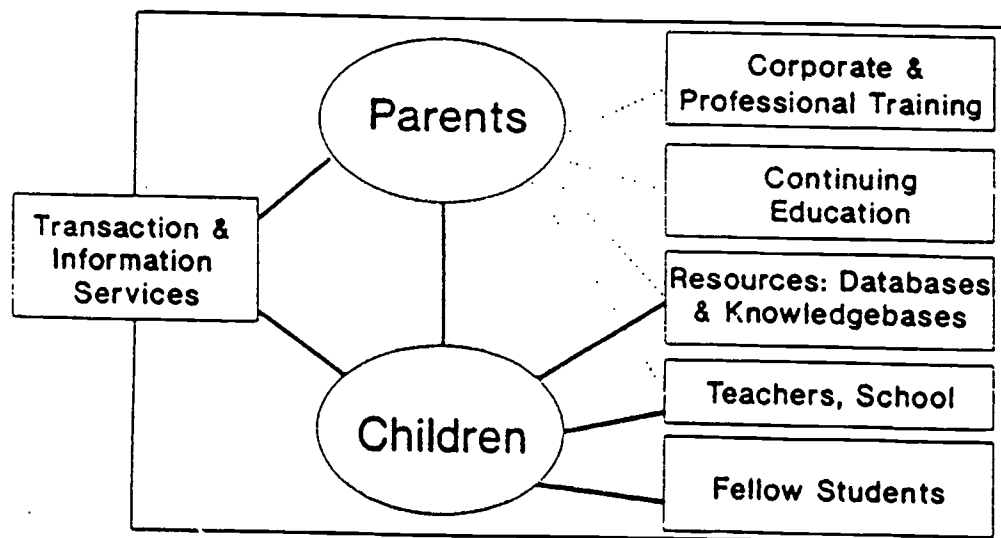 Parents
Corporate &
Professional Training
Continuing
Education
Transaction &
Information
Services
Resources: Databases
& Knowledgebases
Teachers, School
Children
Fellow Students